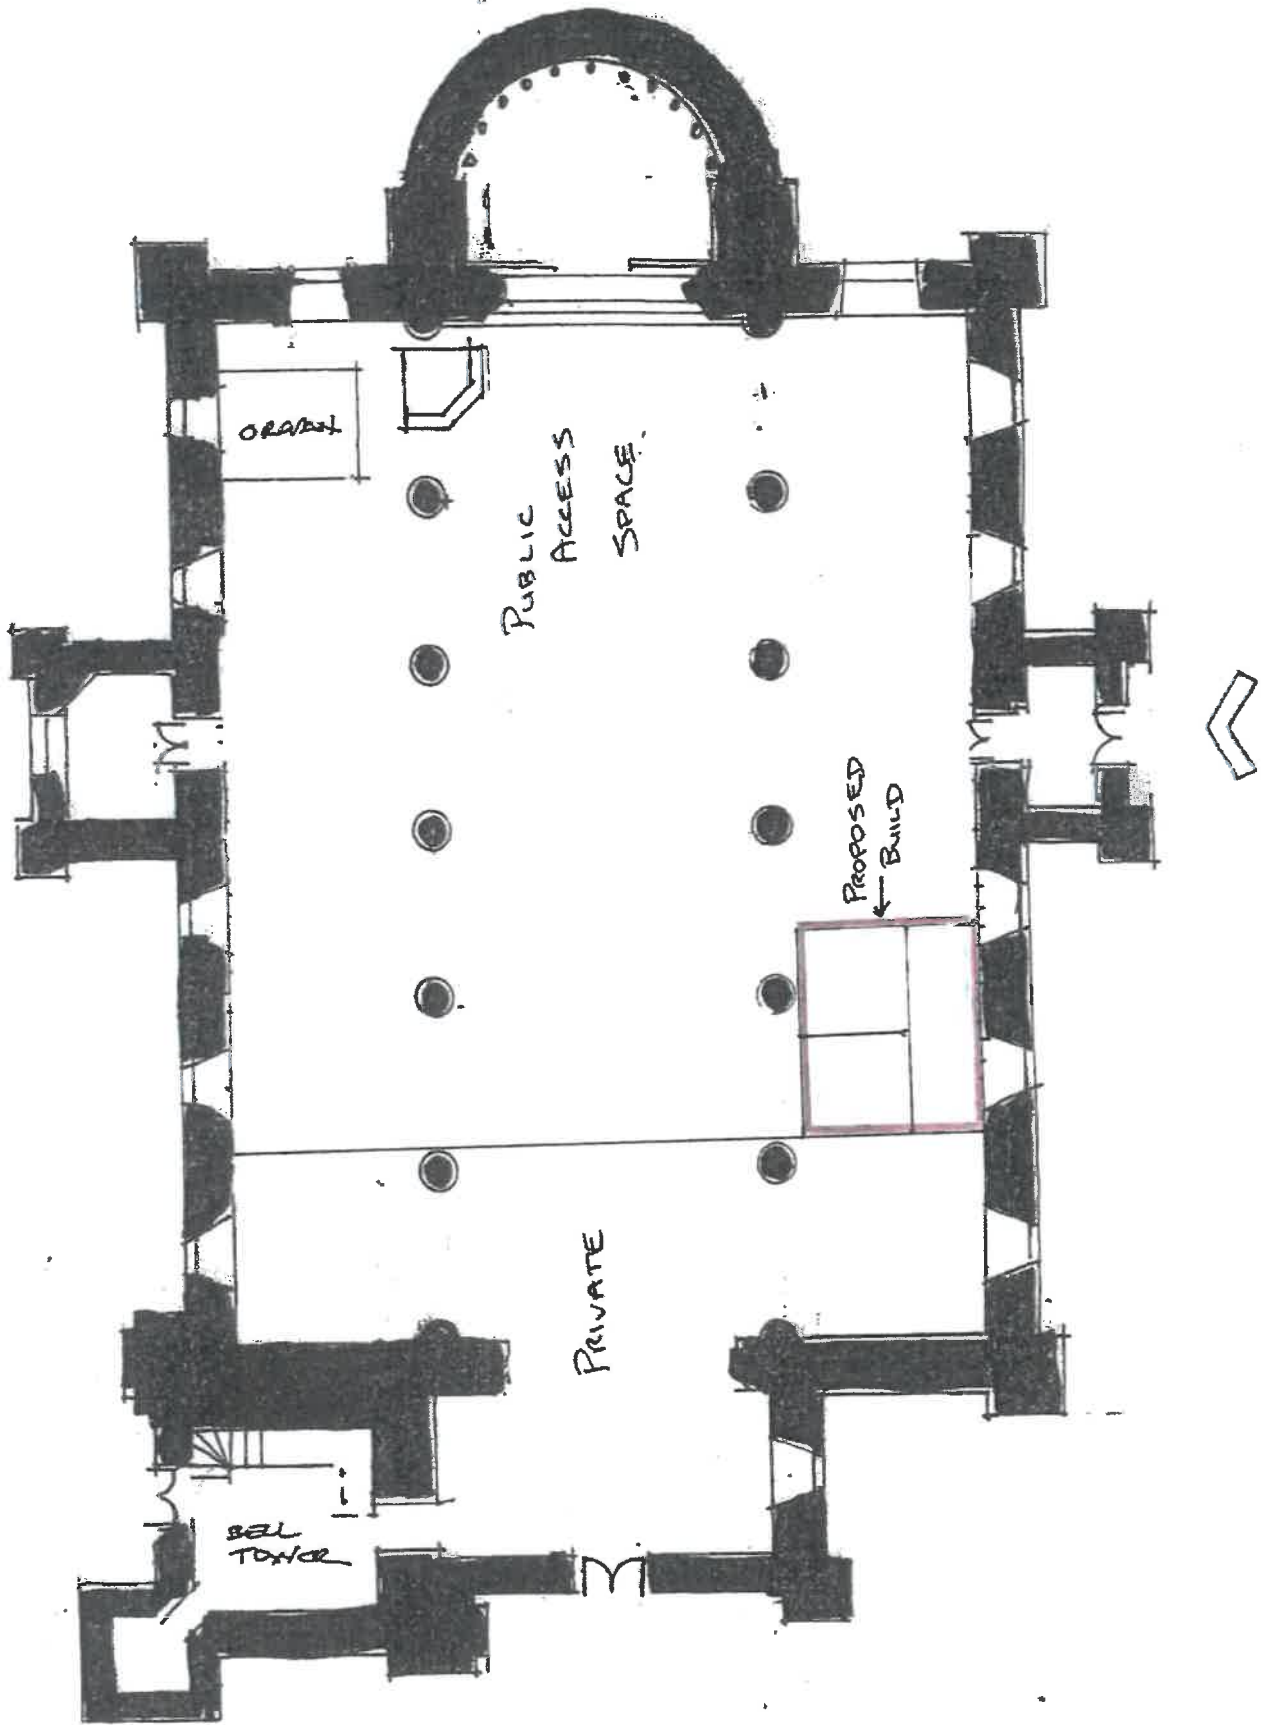 ORGAN
PUBLIC
ACCESS
SPACE.
PROPOSED
BUILD
PRIVATE
BELL
TOWER